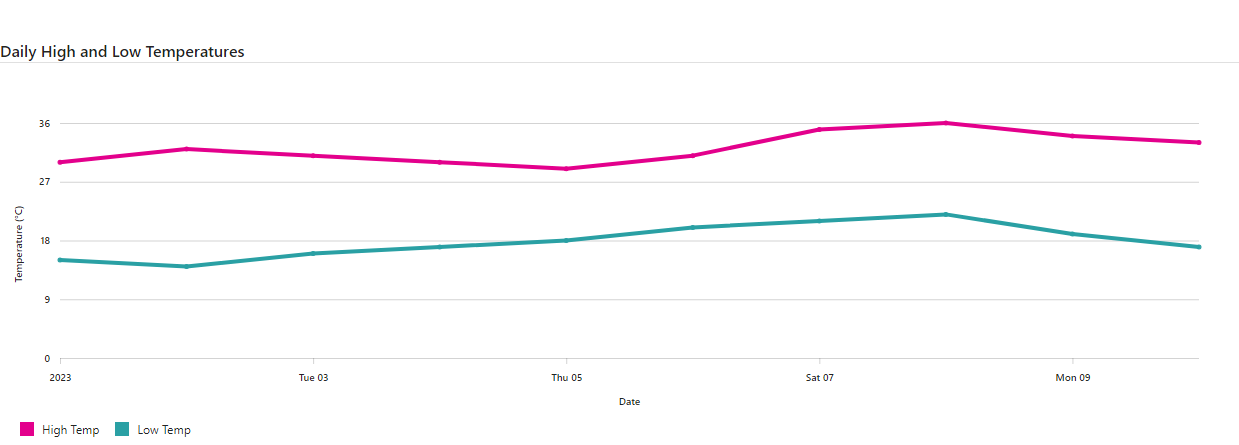 Daily High and Low Temperatures
36
27
18
9
0
Temperature (°C)
2023 Tue 03 Thu 05 Sat 07 Mon 09
Date
High Temp Low Temp